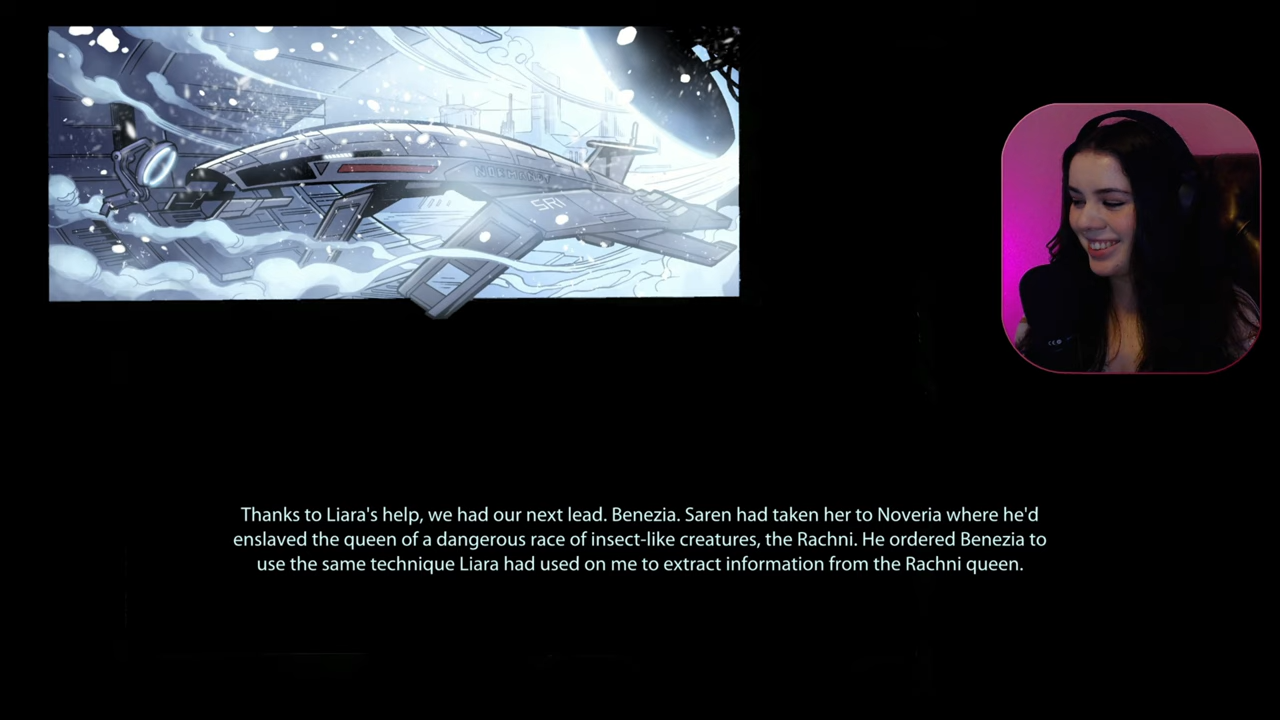 NORMANDY
SR1
Thanks to Liara's help, we had our next lead. Benezia. Saren had taken her to Noveria where he'd
enslaved the queen of a dangerous race of insect-like creatures, the Rachni. He ordered Benezia to
use the same technique Liara had used on me to extract information from the Rachni queen.